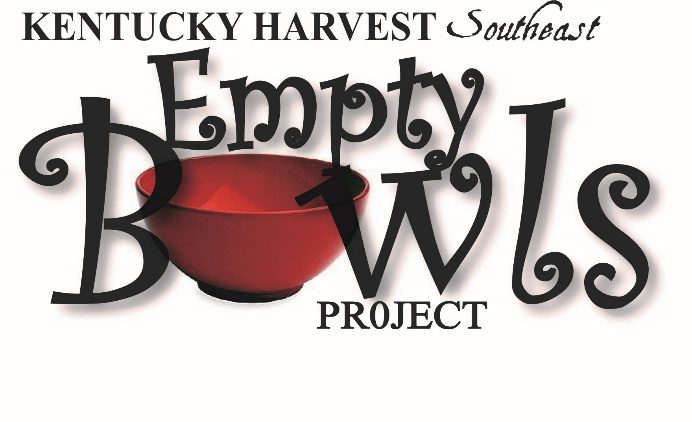 KENTUCKY HARVEST Southeast
Empty
Bowls
PR0JECT